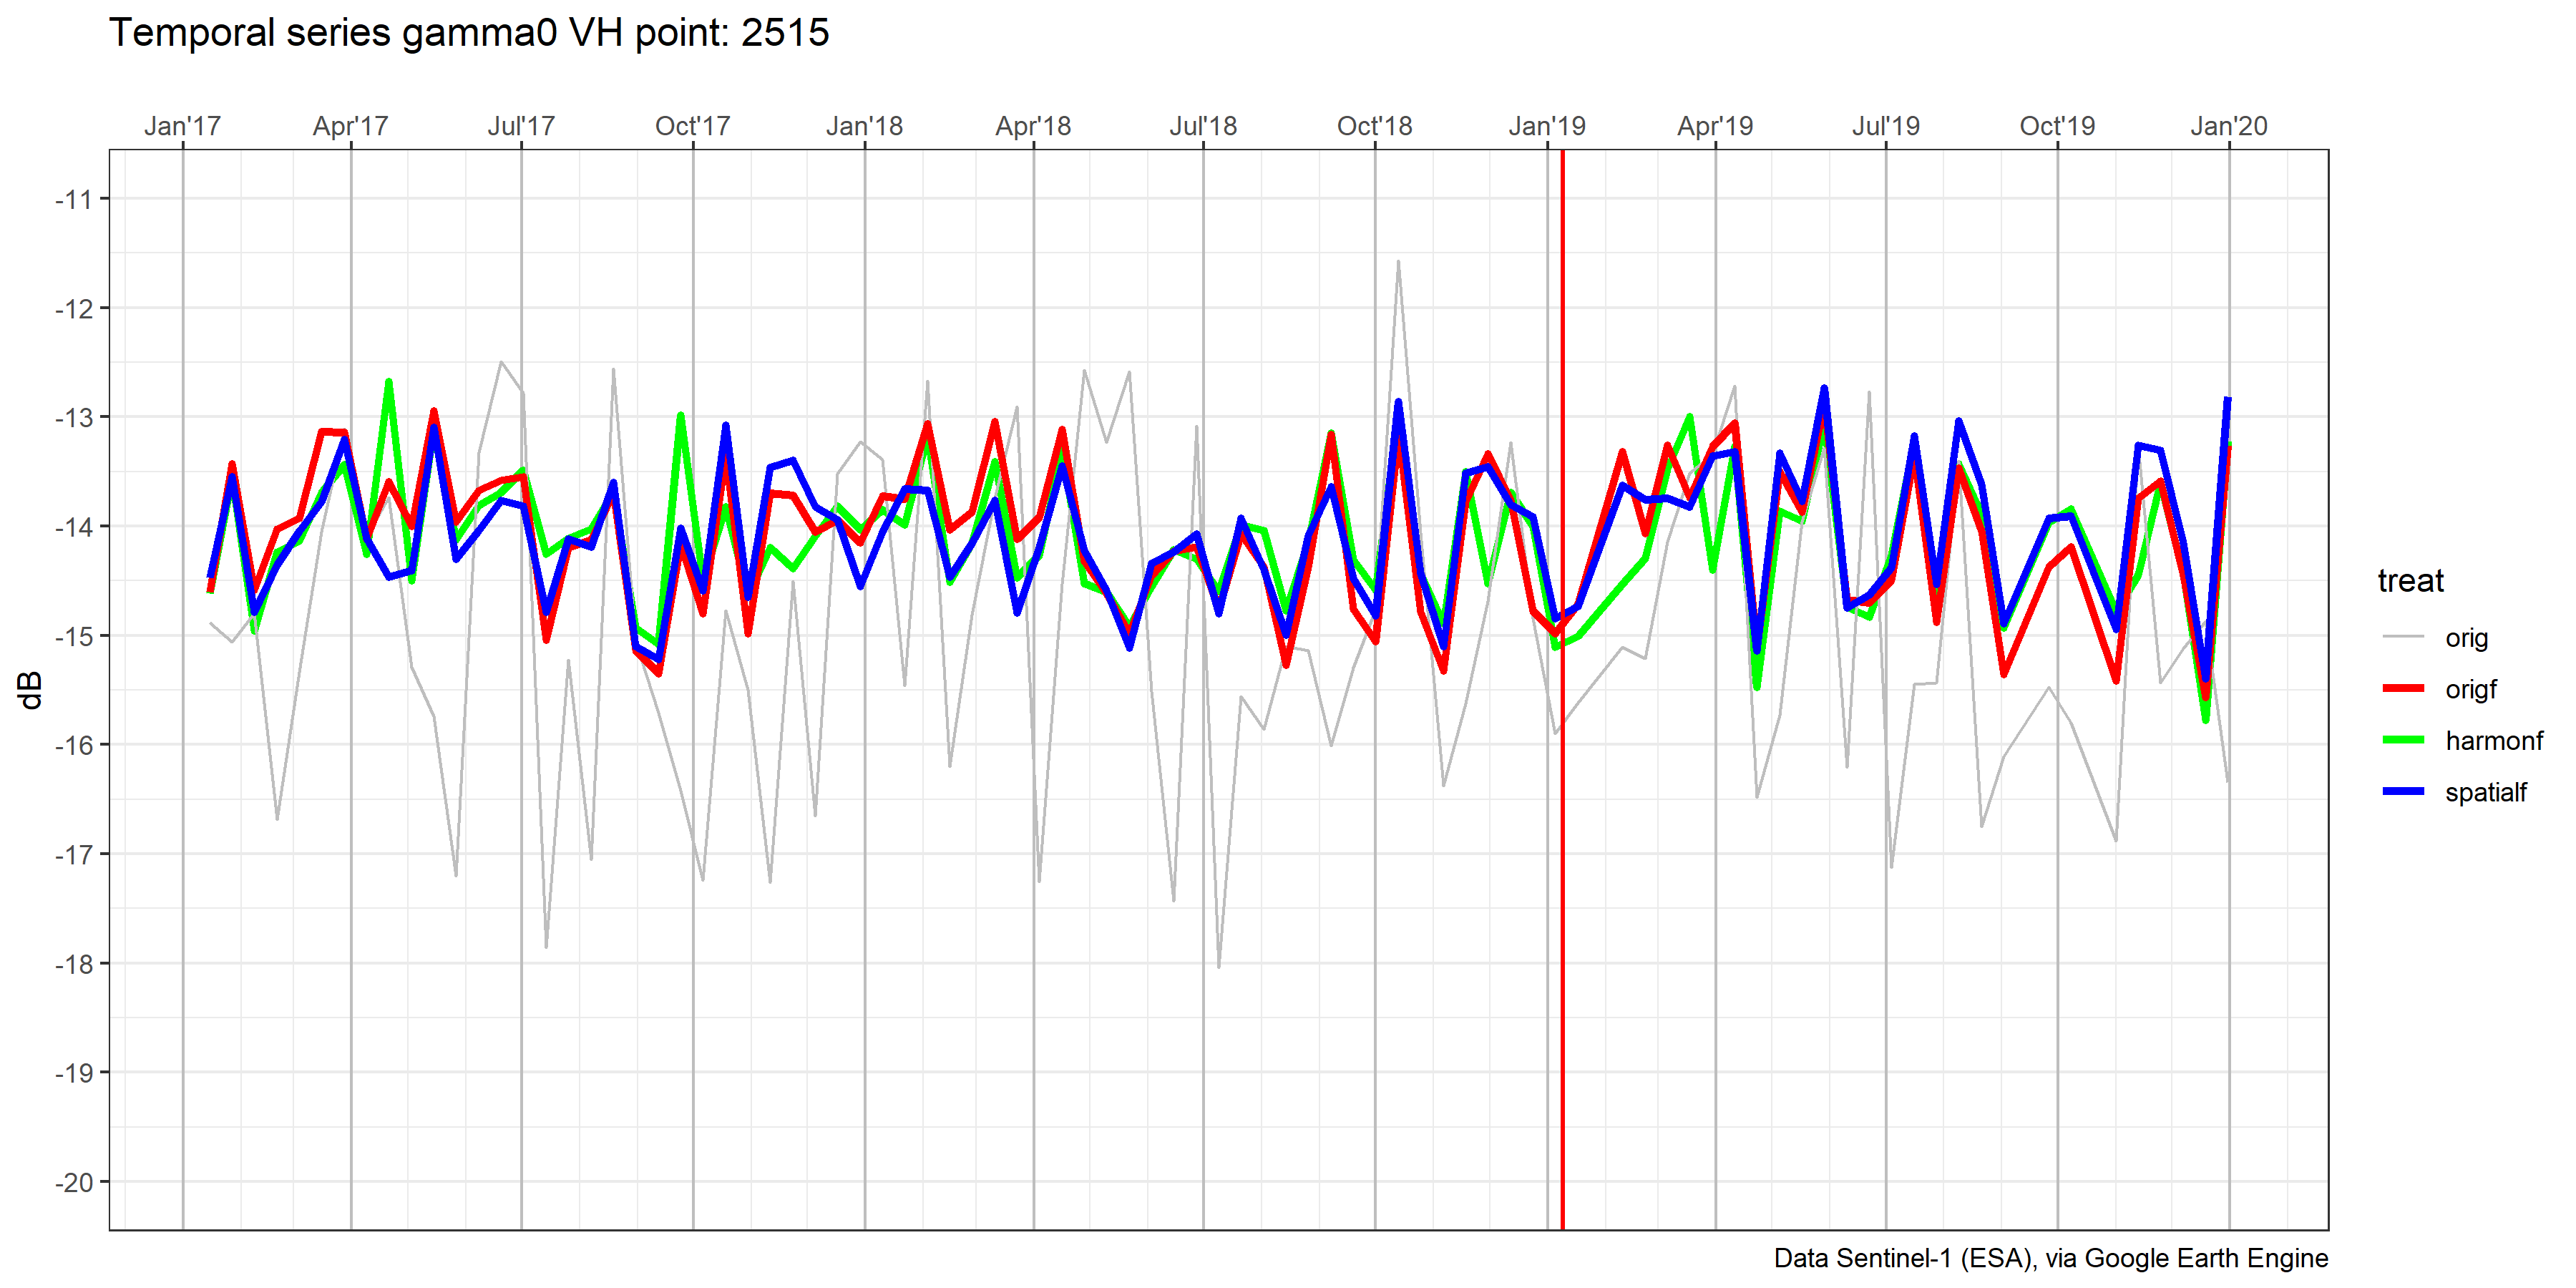 Temporal series gamma0 VH point: 2515
Jan'17 Apr'17 Jul'17 Oct'17 Jan'18 Apr'18 Jul'18 Oct'18 Jan'19 Apr'19 Jul'19 Oct'19 Jan'20
-11
-12
-13
-14
-15
-16
-17
-18
-19
-20
dB
treat
orig
origf
harmonf
spatialf
Data Sentinel-1 (ESA), via Google Earth Engine